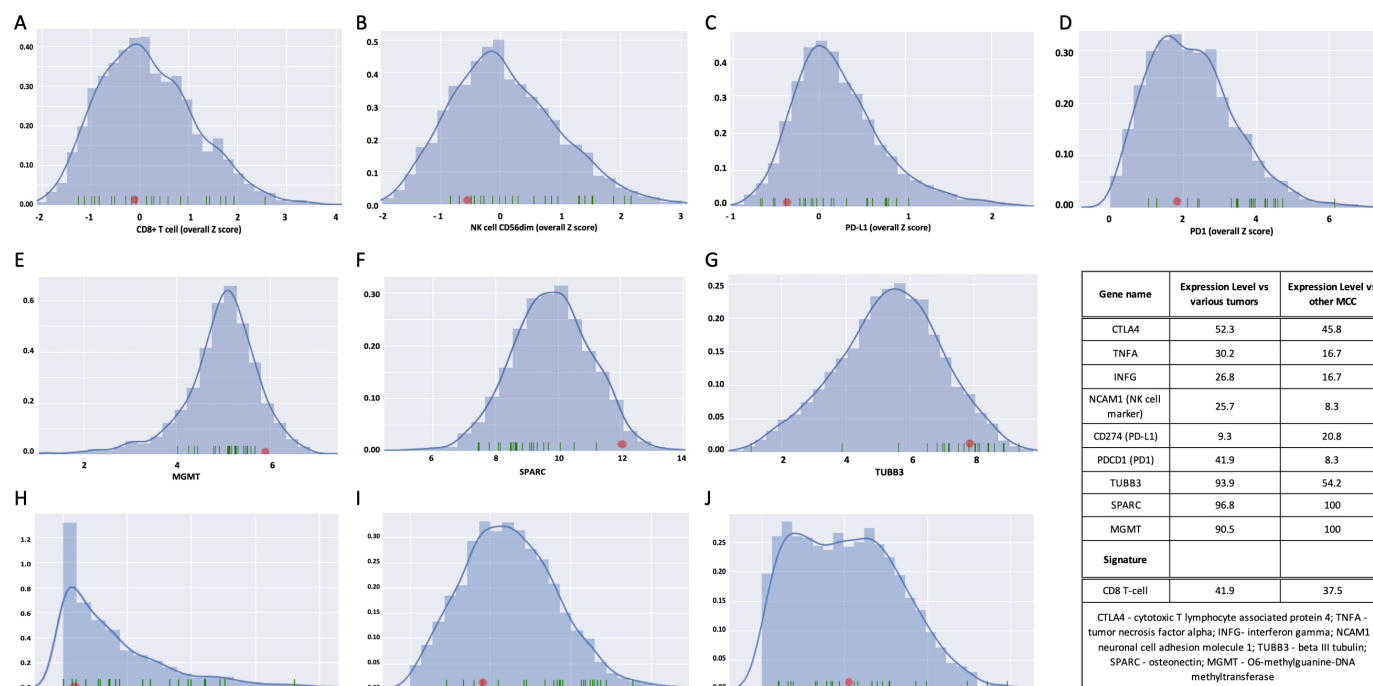 A
B
C
D
0.40
0.30
0.20
0.10
0.00
-2 -1 0 1 2 3 4
CD8+ T cell (overall Z score)
0.5
0.4
0.3
0.2
0.1
0.0
-2 -1 0 1 2 3
NK cell CD56dim (overall Z score)
0.4
0.3
0.2
0.1
0.0
-1 0 1 2
PD-L1 (overall Z score)
0.30
0.20
0.10
0.00
0 2 4 6
PD1 (overall Z score)
E
F
G
0.6
0.4
0.2
0.0
2 4 6
MGMT
0.30
0.20
0.10
0.00
6 8 10 12 14
SPARC
0.25
0.20
0.15
0.10
0.05
0.00
2 4 6 8
TUBB3
H
I
J
1.2
1.0
0.8
0.6
0.4
0.2
0.30
0.25
0.20
0.15
0.10
0.05
0.25
0.20
0.15
0.10
0.05
0.00
Gene name
Expression Level vs
various tumors
Expression Level vs
other MCC
CTLA4 52.3 45.8
TNFA 30.2 16.7
INFG 26.8 16.7
NCAM1 (NK cell
marker)
25.7 8.3
CD274 (PD-L1) 9.3 20.8
PDCD1 (PD1) 41.9 8.3
TUBB3 93.9 54.2
SPARC 96.8 100
MGMT 90.5 100
Signature
CD8 T-cell 41.9 37.5
CTLA4 - cytotoxic T lymphocyte associated protein 4; TNFA -
tumor necrosis factor alpha; INFG- interferon gamma; NCAM1
neuronal cell adhesion molecule 1; TUBB3 - beta III tubulin;
SPARC - osteonectin; MGMT - O6-methylguanine-DNA
methyltransferase